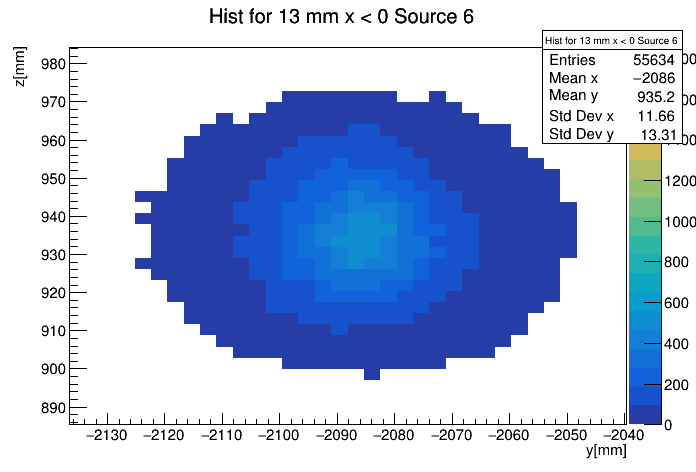 Hist for 13 mm x < 0 Source 6
z[mm]
980
970
960
950
940
930
920
910
900
890
−2130 −2120 −2110 −2100 −2090 −2080 −2070 −2060 −2050 −2040
y[mm]
Hist for 13 mm x < 0 Source 6
Entries 55634
Mean x −2086
Mean y 935.2
Std Dev x 11.66
Std Dev y 13.31
1200
1000
800
600
400
200
0